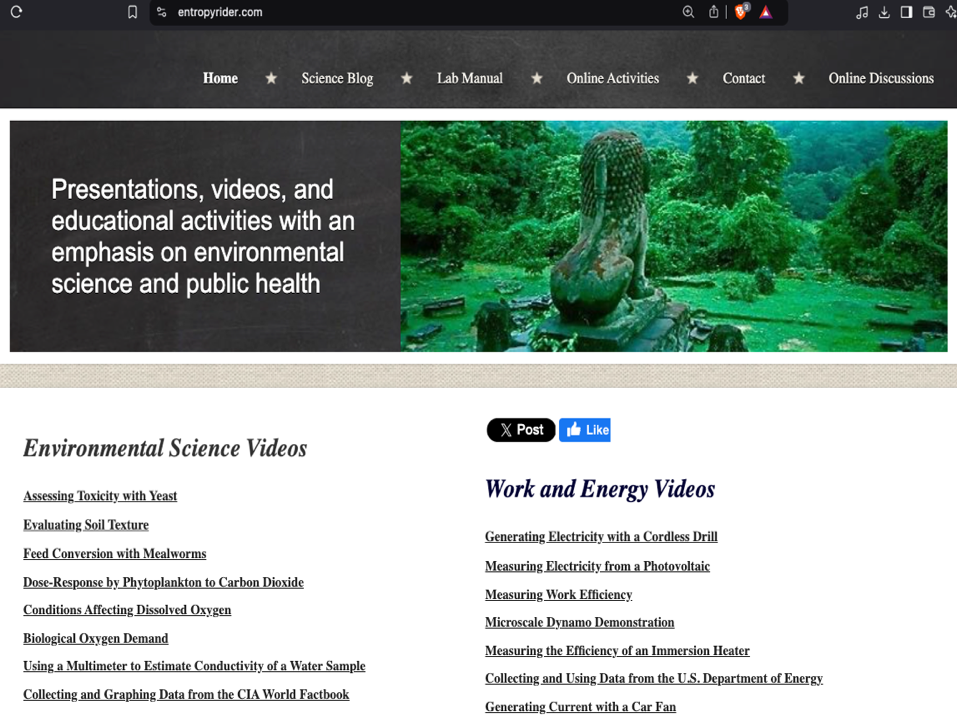 entropyrider.com
3
Home
Science Blog
Lab Manual
Online Activities
Contact
Online Discussions
Presentations, videos, and
educational activities with an
emphasis on environmental
science and public health
Environmental Science Videos
Assessing Toxicity with Yeast
Evaluating Soil Texture
Feed Conversion with Mealworms
Dose-Response by Phytoplankton to Carbon Dioxide
Conditions Affecting Dissolved Oxygen
Biological Oxygen Demand
Using a Multimeter to Estimate Conductivity of a Water Sample
Collecting and Graphing Data from the CIA World Factbook
X Post
Like
Work and Energy Videos
Generating Electricity with a Cordless Drill
Measuring Electricity from a Photovoltaic
Measuring Work Efficiency
Microscale Dynamo Demonstration
Measuring the Efficiency of an Immersion Heater
Collecting and Using Data from the U.S. Department of Energy
Generating Current with a Car Fan